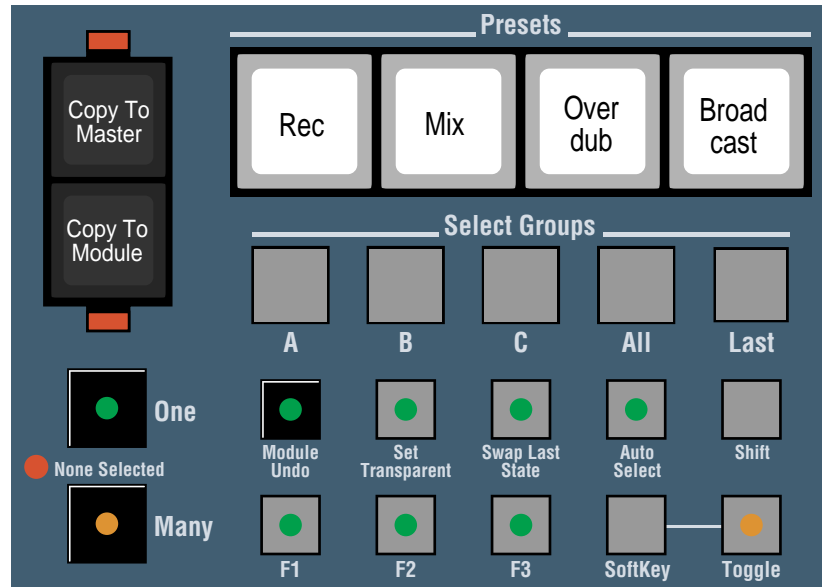 Presets
Copy To
Master
Rec
Mix
Over
dub
Broad
cast
Copy To
Module
Select Groups
A
B
C
All
Last
One
Module
Undo
Set
Transparent
Swap Last
State
Auto
Select
Shift
None Selected
Many
F1
F2
F3
SoftKey
Toggle